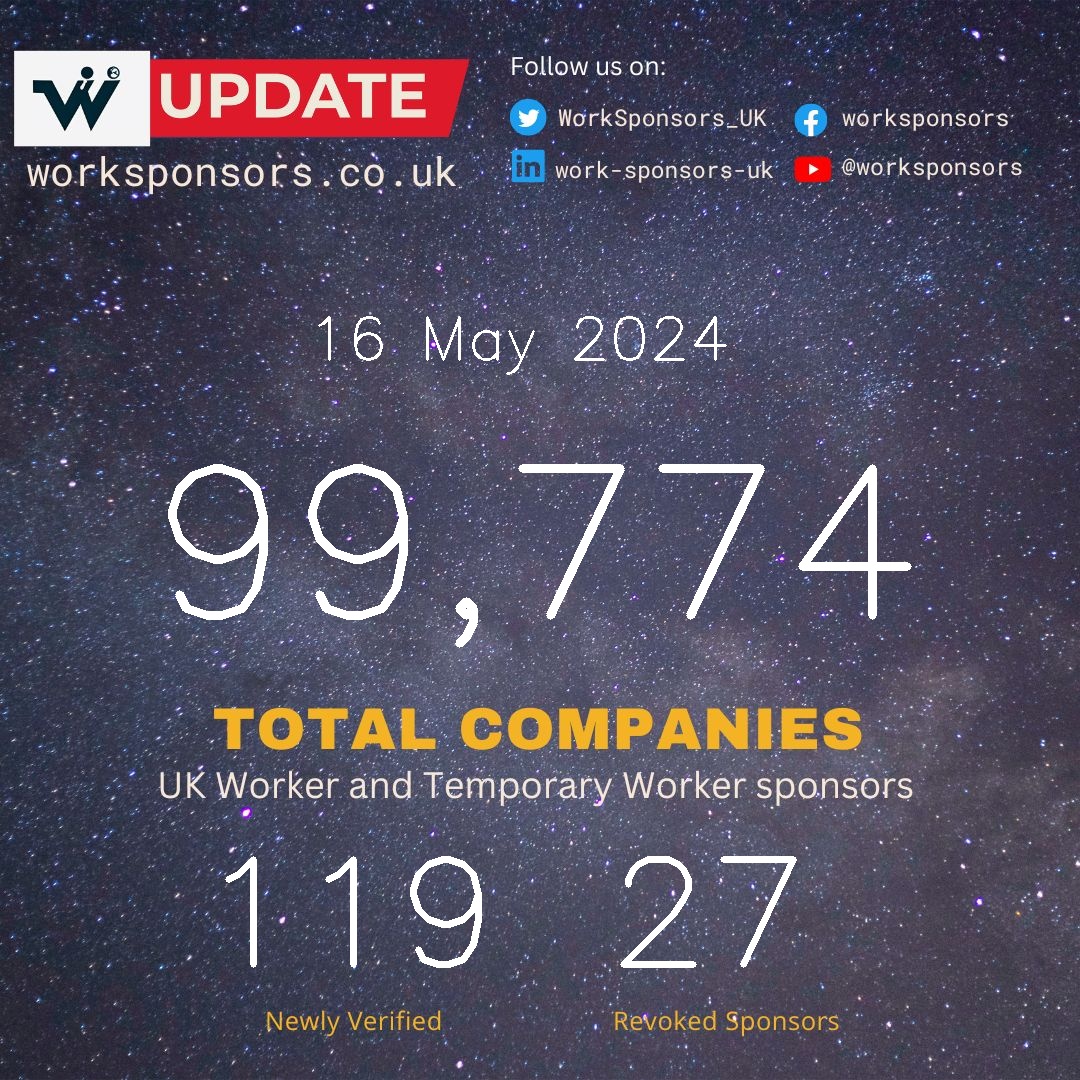 UPDATE
worksponsors.co.uk
Follow us on:
WorkSponsors_UK
worksponsors
work-sponsors-uk
@worksponsors
16 May 2024
99,774
TOTAL COMPANIES
UK Worker and Temporary Worker sponsors
119 27
Newly Verified Revoked Sponsors